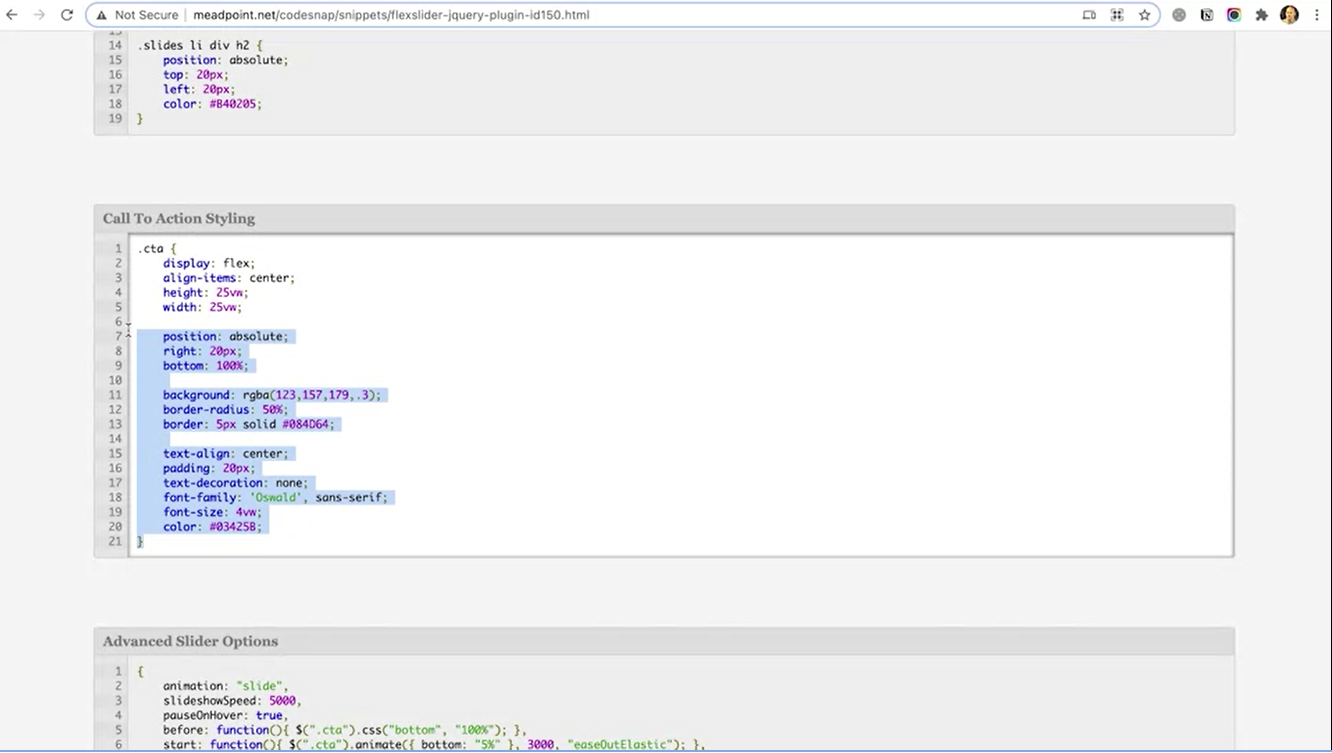 Not Secure | meadpoint.net/codesnap/snippets/flexslider-jquery-plugin-id150.html
13
14 .slides li div h2 {
15 position: absolute;
16 top: 20px;
17 left: 20px;
18 color: #B40205;
19 }
Call To Action Styling
1 .cta {
2 display: flex;
3 align-items: center;
4 height: 25vw;
5 width: 25vw;
6
7 position: absolute;
8 right: 20px;
9 bottom: 100%;
10
11 background: rgba(123,157,179,.3);
12 border-radius: 50%;
13 border: 5px solid #084D64;
14
15 text-align: center;
16 padding: 20px;
17 text-decoration: none;
18 font-family: 'Oswald', sans-serif;
19 font-size: 4vw;
20 color: #03425B;
21 }
Advanced Slider Options
1 {
2 animation: "slide",
3 slideshowSpeed: 5000,
4 pauseOnHover: true,
5 before: function(){ $(".cta").css("bottom", "100%"); },
6 start: function(){ $(".cta").animate({ bottom: "5%" }, 3000, "easeOutElastic"); },